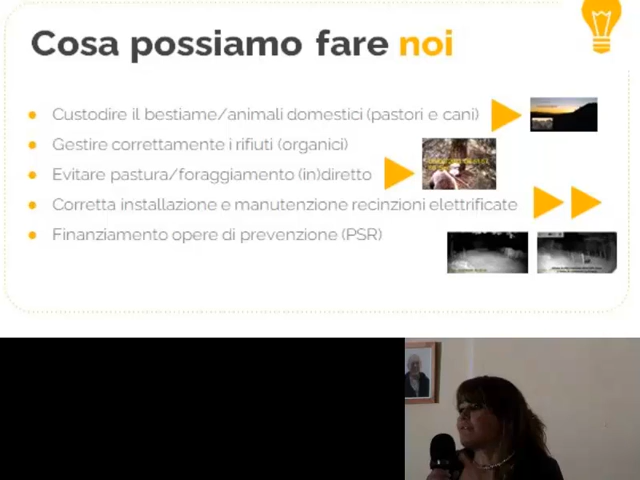 Cosa possiamo fare noi
Custodire il bestiame/animali domestici (pastori e cani)
Gestire correttamente i rifiuti (organici)
Evitare pastura/foraggiamento (in)diretto
Corretta installazione e manutenzione recinzioni elettrificate
Finanziamento opere di prevenzione (PSR)